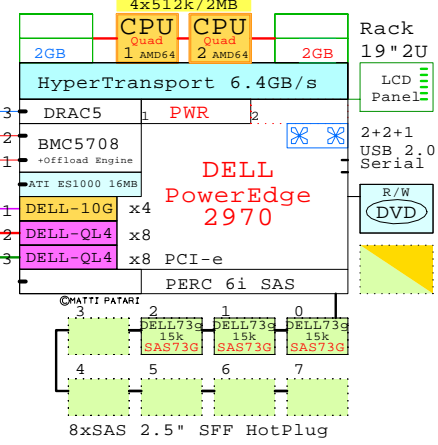 4x512k/2MB
CPU CPU
Quad Quad
1 AMD64 2 AMD64
2GB 2GB
Rack
19"2U
HyperTransport 6.4GB/s
LCD
Panel
3 DRAC5 1 PWR 2
2 BMC5708
1 +Offload Engine
2+2+1
USB 2.0
Serial
ATI ES1000 16MB
DELL
PowerEdge
2970
R/W
DVD
1 DELL-10G x4
2 DELL-QL4 x8
3 DELL-QL4 x8 PCI-e
PERC 6i SAS
©MATTI PATARI
3 2 1 0
DELL73g DELL73g DELL73g
15k 15k 15k
SAS73G SAS73G SAS73G
4 5 6 7
8xSAS 2.5" SFF HotPlug